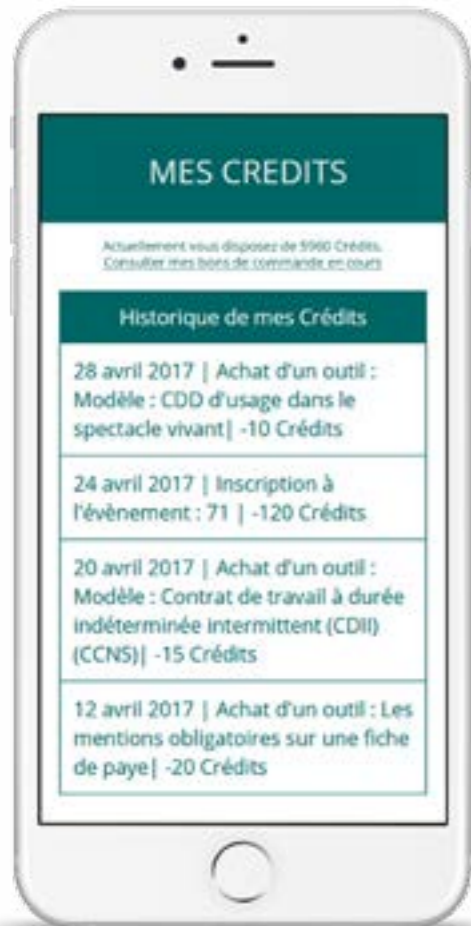 MES CREDITS
Actuellement vous disposez de 5960 Crédits.
Consulter mes bons de commande en cours
Historique de mes Crédits
28 avril 2017 | Achat d'un outil :
Modèle : CDD d'usage dans le
spectacle vivant| -10 Crédits
24 avril 2017 | Inscription à
l'évènement : 71 | -120 Crédits
20 avril 2017 | Achat d'un outil :
Modèle : Contrat de travail à durée
indéterminée intermittent (CDII)
(CCNS)| -15 Crédits
12 avril 2017 | Achat d'un outil : Les
mentions obligatoires sur une fiche
de paye| -20 Crédits